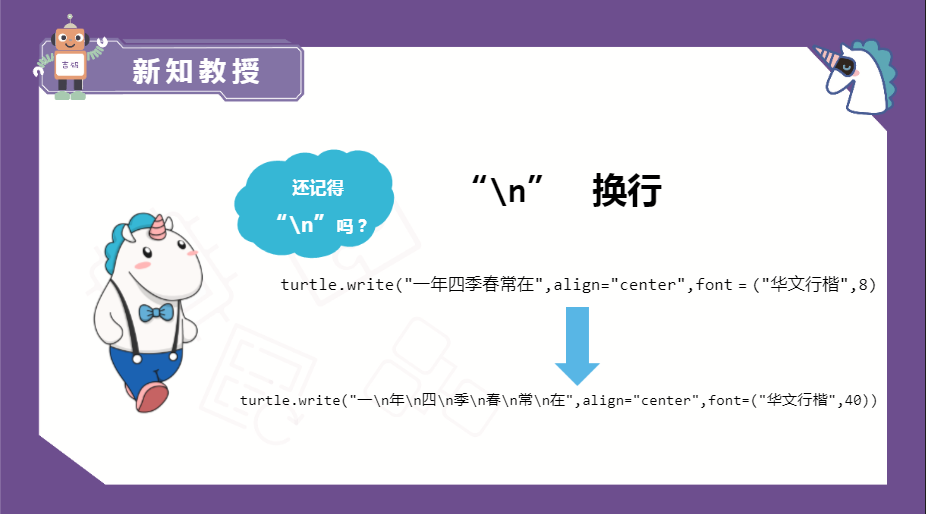 新知教授
还记得
“\n”吗？
“\n” 换行
turtle.write("一年四季春常在",align="center",font=("华文行楷",8)
turtle.write("一\n年\n四\n季\n春\n常\n在",align="center",font=("华文行楷",40))